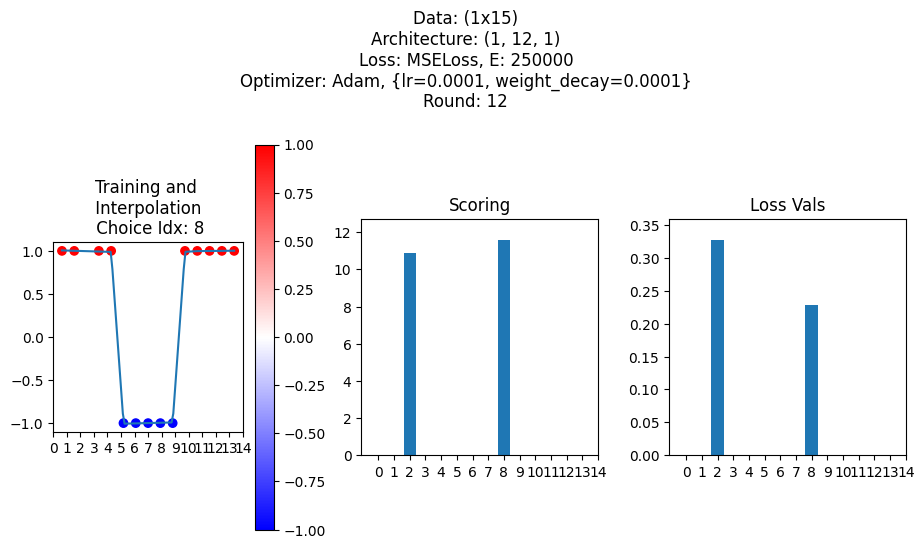 Data: (1x15)
Architecture: (1, 12, 1)
Loss: MSELoss, E: 250000
Optimizer: Adam, {lr=0.0001, weight_decay=0.0001}
Round: 12
Training and
Interpolation
Choice Idx: 8
1.0
0.5
0.0
−0.5
−1.0
0 1 2 3 4 5 6 7 8 9 10 11 12 13 14
1.00
0.75
0.50
0.25
0.00
−0.25
−0.50
−0.75
−1.00
Scoring
12
10
8
6
4
2
0
0 1 2 3 4 5 6 7 8 9 10 11 12 13 14
Loss Vals
0.35
0.30
0.25
0.20
0.15
0.10
0.05
0.00
0 1 2 3 4 5 6 7 8 9 10 11 12 13 14